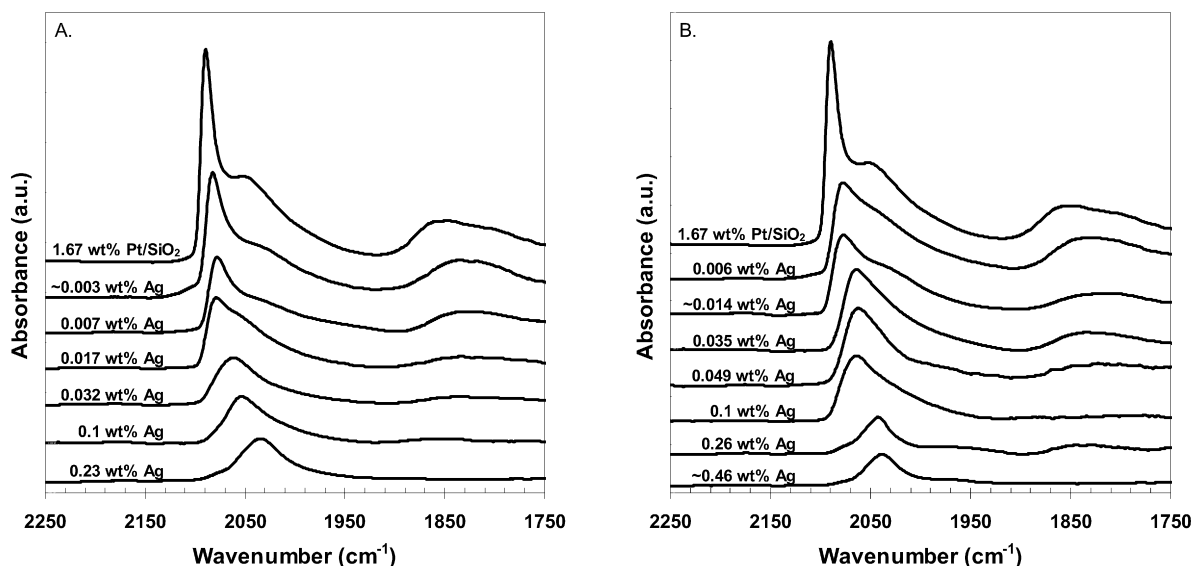 A.
Absorbance (a.u.)
1.67 wt% Pt/SiO₂
~0.003 wt% Ag
0.007 wt% Ag
0.017 wt% Ag
0.032 wt% Ag
0.1 wt% Ag
0.23 wt% Ag
2250 2150 2050 1950 1850 1750
Wavenumber (cm⁻¹)
B.
Absorbance (a.u.)
1.67 wt% Pt/SiO₂
0.006 wt% Ag
~0.014 wt% Ag
0.035 wt% Ag
0.049 wt% Ag
0.1 wt% Ag
0.26 wt% Ag
~0.46 wt% Ag
2250 2150 2050 1950 1850 1750
Wavenumber (cm⁻¹)